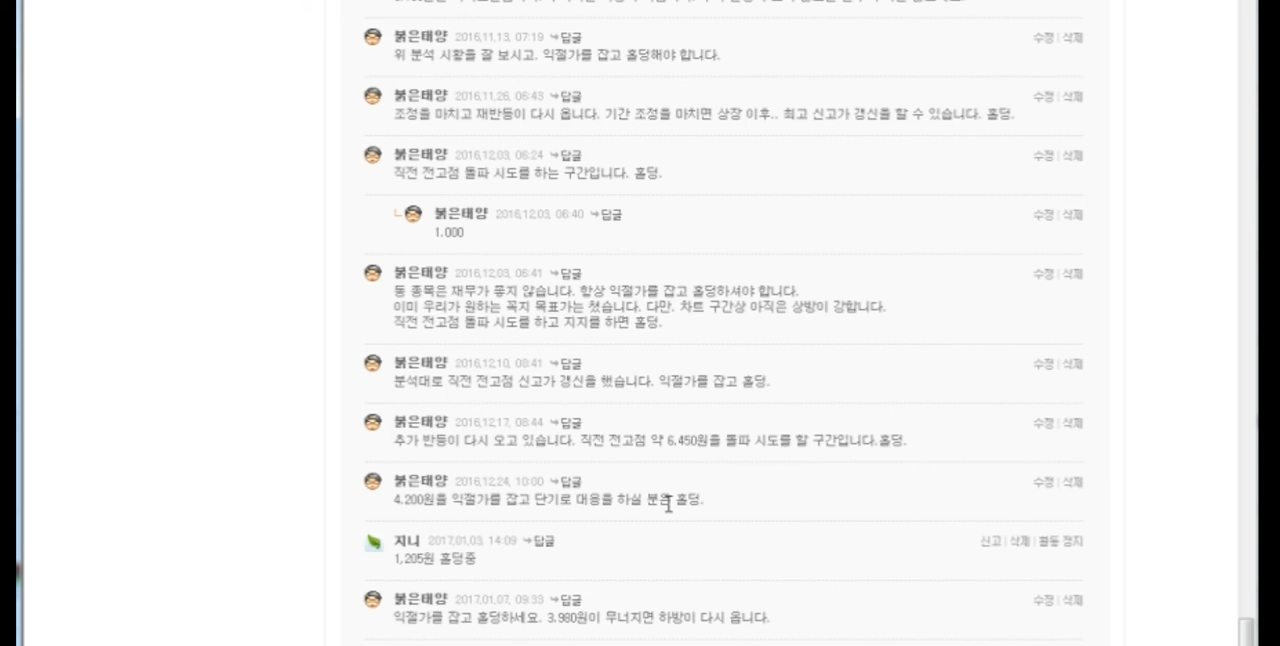 붉은태양 2016.11.13. 07:19 답글 수정 | 삭제
위 분석 시황을 잘 보시고. 익절가를 잡고 홀딩해야 합니다.
붉은태양 2016.11.26. 06:43 답글 수정 | 삭제
조정을 마치고 재반등이 다시 옵니다. 기간 조정을 마치면 상장 이후.. 최고 신고가 갱신을 할 수 있습니다. 홀딩.
붉은태양 2016.12.03. 06:24 답글 수정 | 삭제
직전 전고점 돌파 시도를 하는 구간입니다. 홀딩.
붉은태양 2016.12.03. 06:40 답글 수정 | 삭제
1.000
붉은태양 2016.12.03. 06:41 답글 수정 | 삭제
동 종목은 재무가 좋지 않습니다. 항상 익절가를 잡고 홀딩하셔야 합니다.
이미 우리가 원하는 꼭지 목표가는 쳤습니다. 다만. 차트 구간상 아직은 상방이 강합니다.
직전 전고점 돌파 시도를 하고 지지를 하면 홀딩.
붉은태양 2016.12.10. 08:41 답글 수정 | 삭제
분석대로 직전 전고점 신고가 갱신을 했습니다. 익절가를 잡고 홀딩.
붉은태양 2016.12.17. 08:44 답글 수정 | 삭제
추가 반등이 다시 오고 있습니다. 직전 전고점 약 6.450원을 돌파 시도를 할 구간입니다.홀딩.
붉은태양 2016.12.24. 10:00 답글 수정 | 삭제
4.200원을 익절가를 잡고 단기로 대응을 하실 분은 홀딩.
지니 2017.01.03. 14:09 답글 신고 | 삭제 | 활동 정지
1,205원 홀딩중
붉은태양 2017.01.07. 09:33 답글 수정 | 삭제
익절가를 잡고 홀딩하세요. 3.980원이 무너지면 하방이 다시 옵니다.